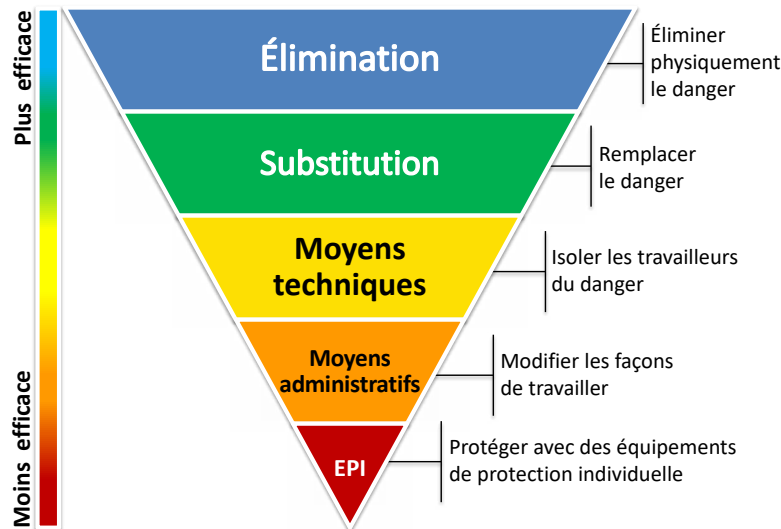 Plus efficace
Élimination
Éliminer
physiquement
le danger
Substitution
Remplacer
le danger
Moyens
techniques
Isoler les travailleurs
du danger
Moyens
administratifs
Modifier les façons
de travailler
Moins efficace
EPI
Protéger avec des équipements
de protection individuelle